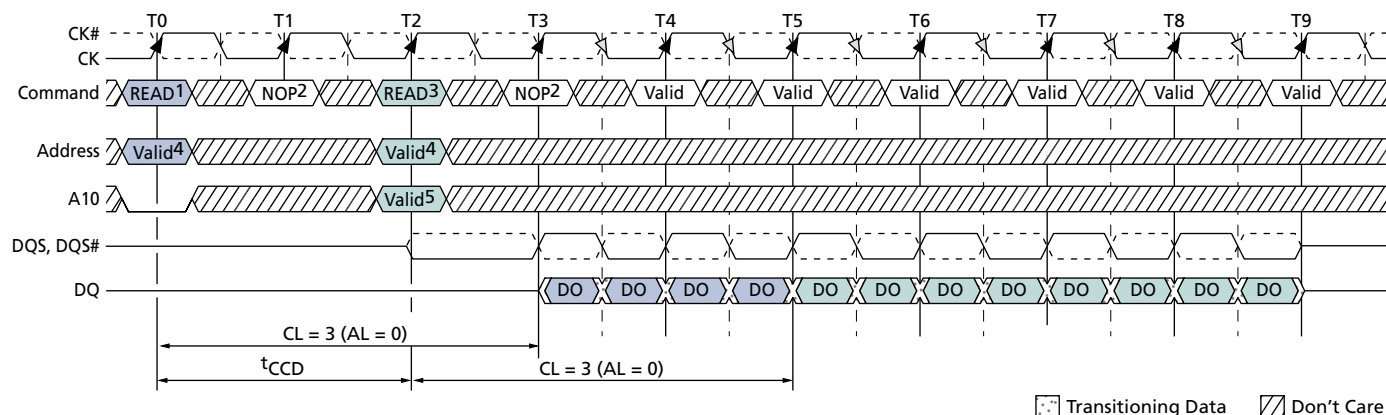 T0 T1 T2 T3 T4 T5 T6 T7 T8 T9
CK#
CK
Command READ1 NOP2 READ3 NOP2 Valid Valid Valid Valid Valid Valid
Address Valid4 Valid4
A10 Valid5
DQS, DQS#
DQ DO DO DO DO DO DO DO DO DO DO DO DO
CL = 3 (AL = 0)
tCCD CL = 3 (AL = 0)
Transitioning Data Don't Care